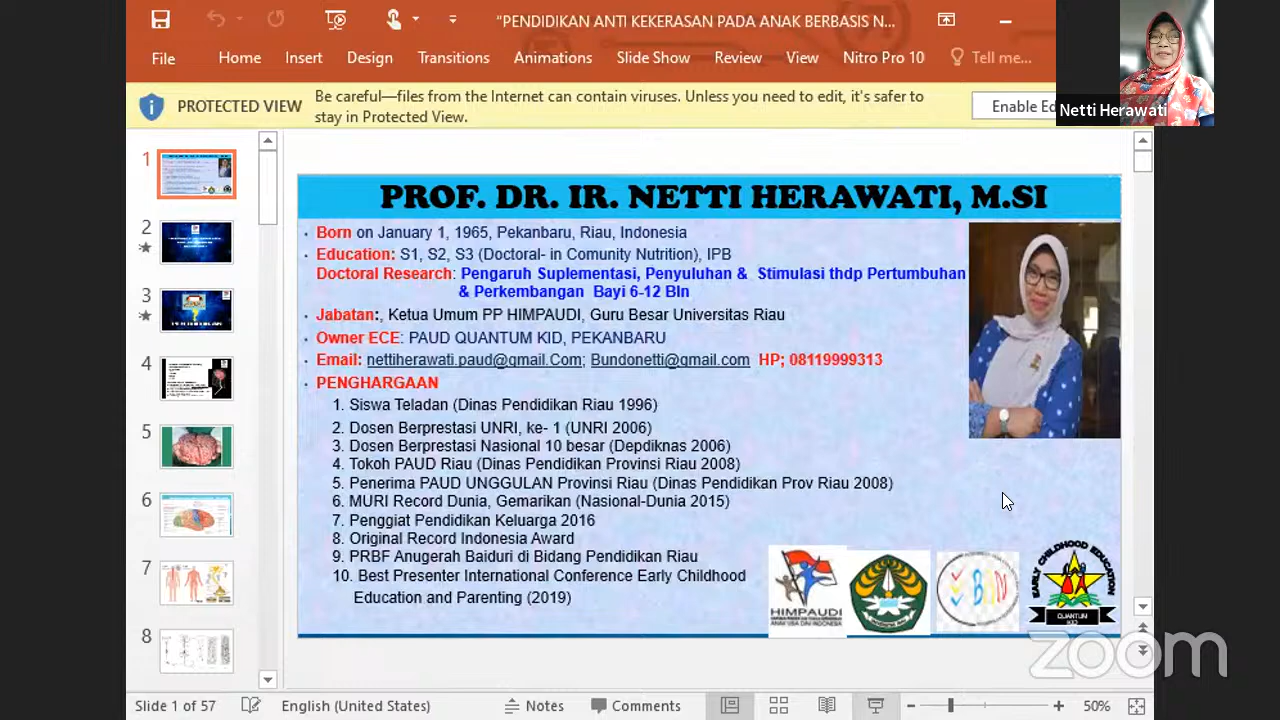 "PENDIDIKAN ANTI KEKERASAN PADA ANAK BERBASIS N...
File Home Insert Design Transitions Animations Slide Show Review View Nitro Pro 10 Tell me...
PROTECTED VIEW Be careful—files from the Internet can contain viruses. Unless you need to edit, it's safer to
stay in Protected View.
Enable Ed
Netti Herawati
1
2
3
4
5
6
7
8
PROF. DR. IR. NETTI HERAWATI, M.SI
Born on January 1, 1965, Pekanbaru, Riau, Indonesia
Education: S1, S2, S3 (Doctoral- in Comunity Nutrition), IPB
Doctoral Research: Pengaruh Suplementasi, Penyuluhan & Stimulasi thdp Pertumbuhan
& Perkembangan Bayi 6-12 Bln
Jabatan:, Ketua Umum PP HIMPAUDI, Guru Besar Universitas Riau
Owner ECE: PAUD QUANTUM KID, PEKANBARU
Email: nettiherawati.paud@gmail.Com; Bundonetti@gmail.com HP; 08119999313
PENGHARGAAN
1. Siswa Teladan (Dinas Pendidikan Riau 1996)
2. Dosen Berprestasi UNRI, ke- 1 (UNRI 2006)
3. Dosen Berprestasi Nasional 10 besar (Depdiknas 2006)
4. Tokoh PAUD Riau (Dinas Pendidikan Provinsi Riau 2008)
5. Penerima PAUD UNGGULAN Provinsi Riau (Dinas Pendidikan Prov Riau 2008)
6. MURI Record Dunia, Gemarikan (Nasional-Dunia 2015)
7. Penggiat Pendidikan Keluarga 2016
8. Original Record Indonesia Award
9. PRBF Anugerah Baiduri di Bidang Pendidikan Riau
10. Best Presenter International Conference Early Childhood
Education and Parenting (2019)
HIMPAUDI
EARLY CHILDHOOD EDUCATION
QUANTUM
KID
zoom
Slide 1 of 57 English (United States) Notes Comments 50%